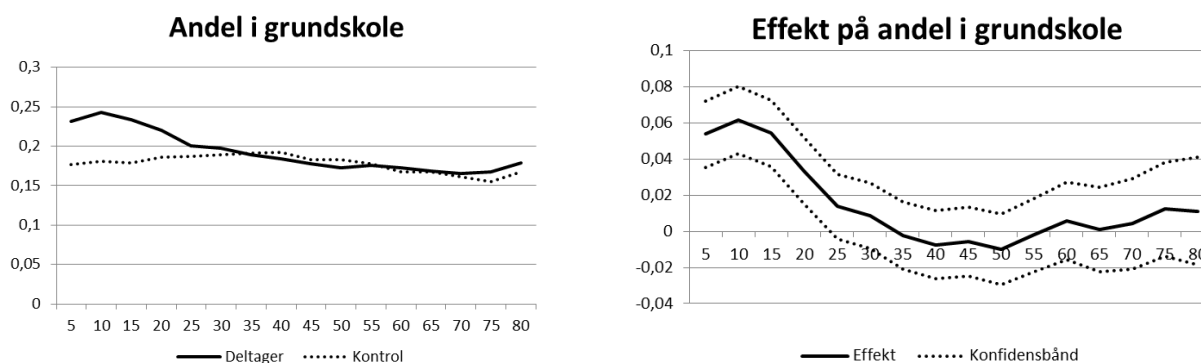 Andel i grundskole
0,3
0,25
0,2
0,15
0,1
0,05
0
5 10 15 20 25 30 35 40 45 50 55 60 65 70 75 80
Deltager Kontrol
Effekt på andel i grundskole
0,1
0,08
0,06
0,04
0,02
0
5 10 15 20 25 30 35 40 45 50 55 60 65 70 75 80
-0,02
-0,04
Effekt Konfidensbånd